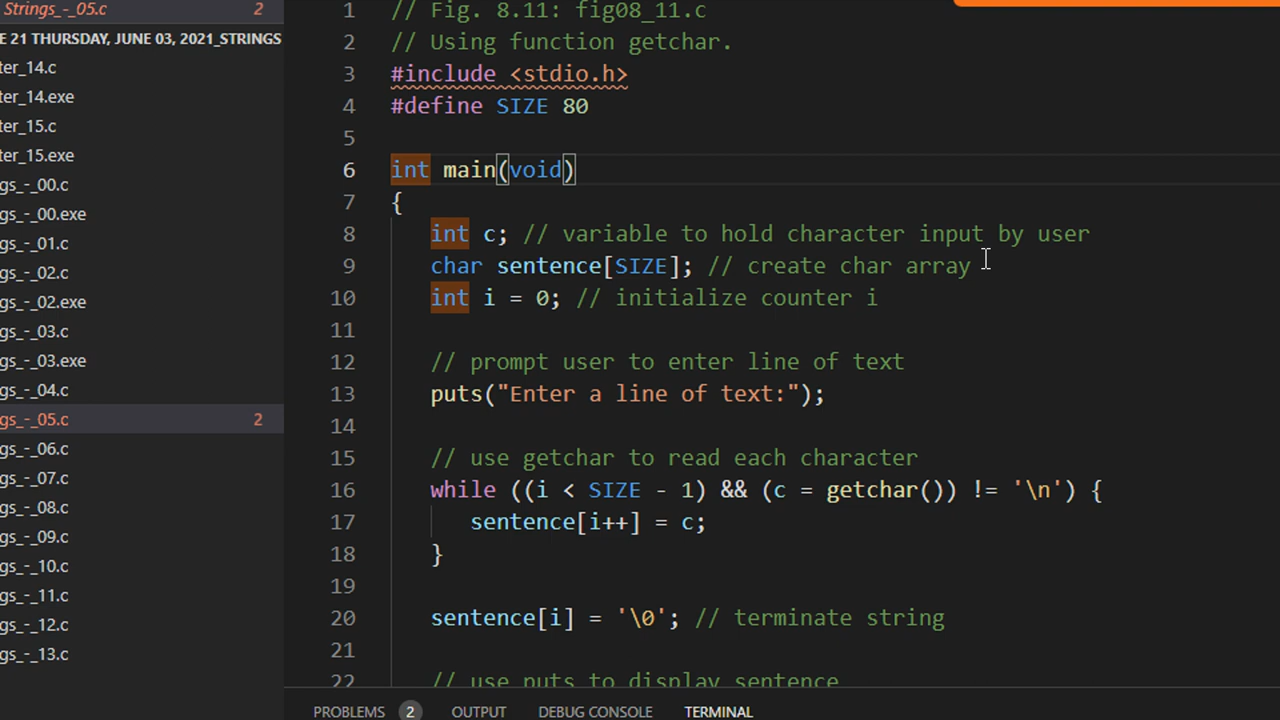 Strings_-_05.c 2
E 21 THURSDAY, JUNE 03, 2021_STRINGS
ter_14.c
ter_14.exe
ter_15.c
ter_15.exe
gs_-_00.c
gs_-_00.exe
gs_-_01.c
gs_-_02.c
gs_-_02.exe
gs_-_03.c
gs_-_03.exe
gs_-_04.c
gs_-_05.c 2
gs_-_06.c
gs_-_07.c
gs_-_08.c
gs_-_09.c
gs_-_10.c
gs_-_11.c
gs_-_12.c
gs_-_13.c
1 // Fig. 8.11: fig08_11.c
2 // Using function getchar.
3 #include <stdio.h>
4 #define SIZE 80
5
6 int main(void)
7 {
8 int c; // variable to hold character input by user
9 char sentence[SIZE]; // create char array
10 int i = 0; // initialize counter i
11
12 // prompt user to enter line of text
13 puts("Enter a line of text:");
14
15 // use getchar to read each character
16 while ((i < SIZE - 1) && (c = getchar()) != '\n') {
17 sentence[i++] = c;
18 }
19
20 sentence[i] = '\0'; // terminate string
21
22 // use puts to display sentence
PROBLEMS 2 OUTPUT DEBUG CONSOLE TERMINAL